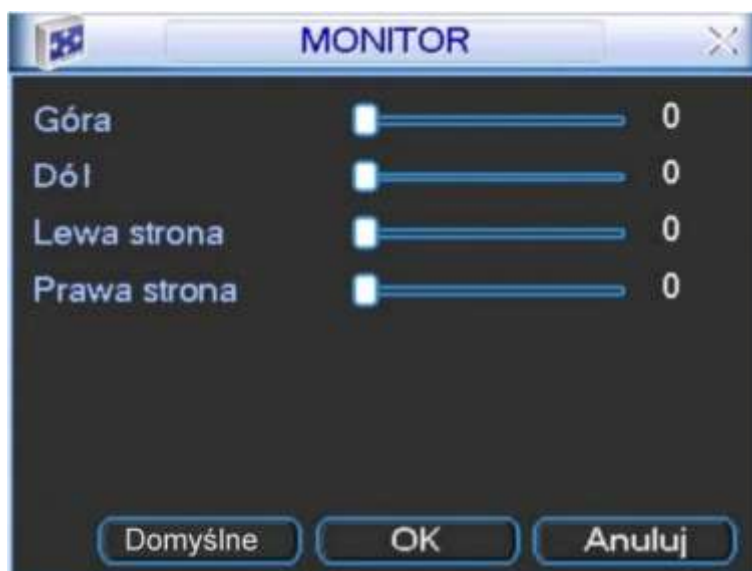 MONITOR
Góra 0
Dół 0
Lewa strona 0
Prawa strona 0
Domyślne OK Anuluj